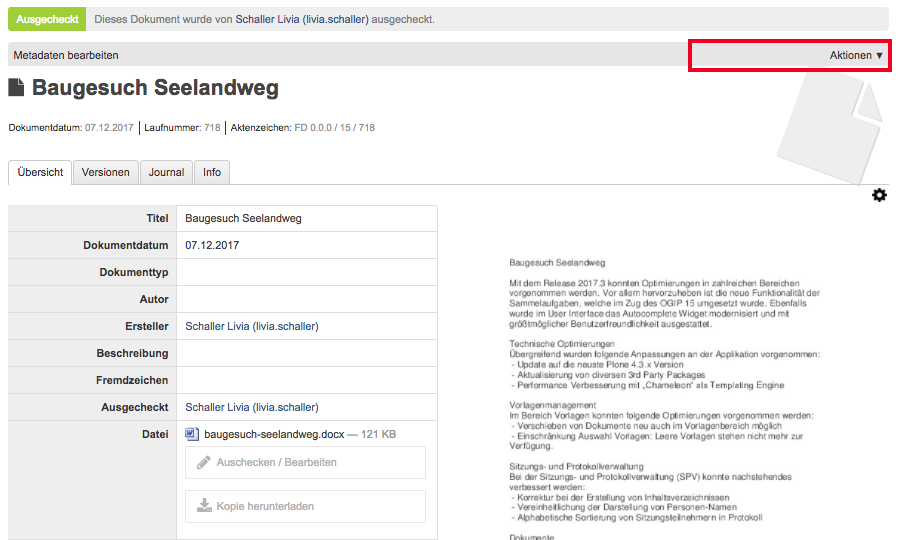 Ausgecheckt Dieses Dokument wurde von Schaller Livia (livia.schaller) ausgecheckt.
Metadaten bearbeiten Aktionen ▼
Baugesuch Seelandweg
Dokumentdatum: 07.12.2017 | Laufnummer: 718 | Aktenzeichen: FD 0.0.0 / 15 / 718
Übersicht Versionen Journal Info
Titel Baugesuch Seelandweg
Dokumentdatum 07.12.2017
Dokumenttyp
Autor
Ersteller Schaller Livia (livia.schaller)
Beschreibung
Fremdzeichen
Ausgecheckt Schaller Livia (livia.schaller)
Datei baugesuch-seelandweg.docx — 121 KB
Auschecken / Bearbeiten
Kopie herunterladen
Baugesuch Seelandweg
Mit dem Release 2017.3 konnten Optimierungen in zahlreichen Bereichen
vorgenommen werden. Vor allem hervorzuheben ist die neue Funktionalität der
Sammelaufgaben, welche im Zug des OGIP 15 umgesetzt wurde. Ebenfalls
wurde im User Interface das Autocomplete Widget modernisiert und mit
größtmöglicher Benutzerfreundlichkeit ausgestattet.
Technische Optimierungen
Übergreifend wurden folgende Anpassungen an der Applikation vorgenommen:
- Update auf die neuste Plone 4.3.x Version
- Aktualisierung von diversen 3rd Party Packages
- Performance Verbesserung mit „Chameleon“ als Templating Engine
Vorlagenmanagement
Im Bereich Vorlagen konnten folgende Optimierungen vorgenommen werden:
- Verschieben von Dokumente neu auch im Vorlagenbereich möglich
- Einschränkung Auswahl Vorlagen: Leere Vorlagen stehen nicht mehr zur
Verfügung.
Sitzungs- und Protokollverwaltung
Bei der Sitzungs- und Protokollverwaltung (SPV) konnte nachstehendes
verbessert werden:
- Korrektur bei der Erstellung von Inhaltsverzeichnissen
- Vereinheitlichung der Darstellung von Personen-Namen
- Alphabetische Sortierung von Sitzungsteilnehmern in Protokoll
Dokumente